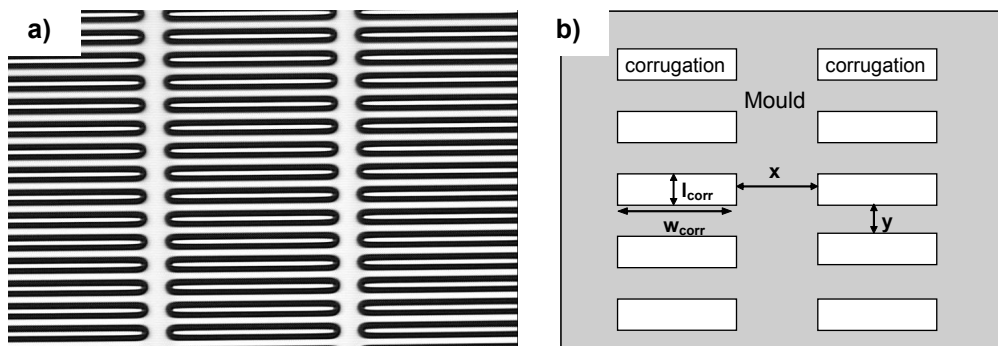 a)
b)
corrugation corrugation
Mould
x
lcorr
wcorr
y